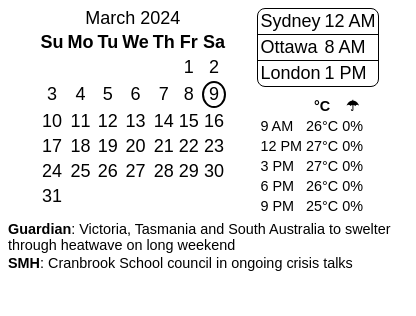 March 2024
Su Mo Tu We Th Fr Sa
1 2
3 4 5 6 7 8 9
10 11 12 13 14 15 16
17 18 19 20 21 22 23
24 25 26 27 28 29 30
31
Sydney 12 AM
Ottawa 8 AM
London 1 PM
°C ☂
9 AM 26°C 0%
12 PM 27°C 0%
3 PM 27°C 0%
6 PM 26°C 0%
9 PM 25°C 0%
Guardian: Victoria, Tasmania and South Australia to swelter
through heatwave on long weekend
SMH: Cranbrook School council in ongoing crisis talks